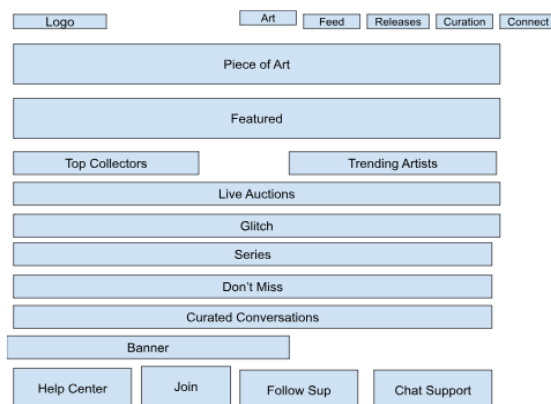 Logo
Art
Feed
Releases
Curation
Connect
Piece of Art
Featured
Top Collectors
Trending Artists
Live Auctions
Glitch
Series
Don't Miss
Curated Conversations
Banner
Help Center
Join
Follow Sup
Chat Support